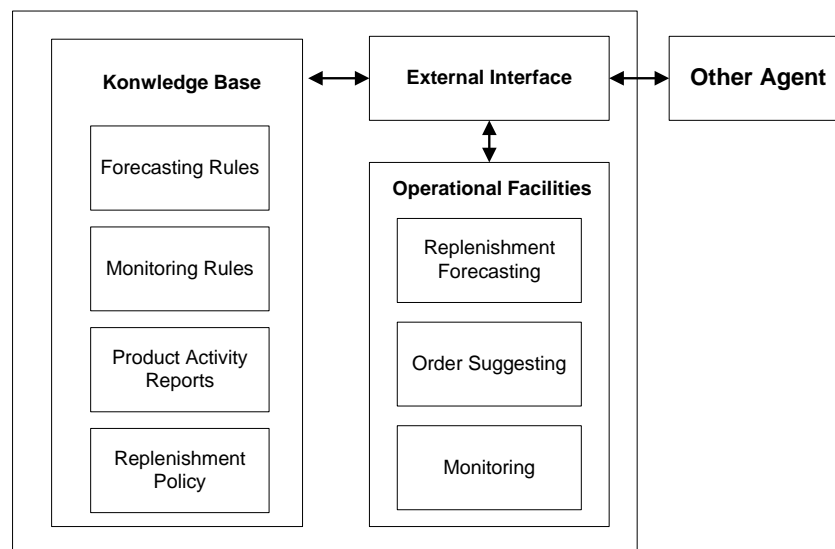 Konwledge Base
Forecasting Rules
Monitoring Rules
Product Activity
Reports
Replenishment
Policy
External Interface
Operational Facilities
Replenishment
Forecasting
Order Suggesting
Monitoring
Other Agent